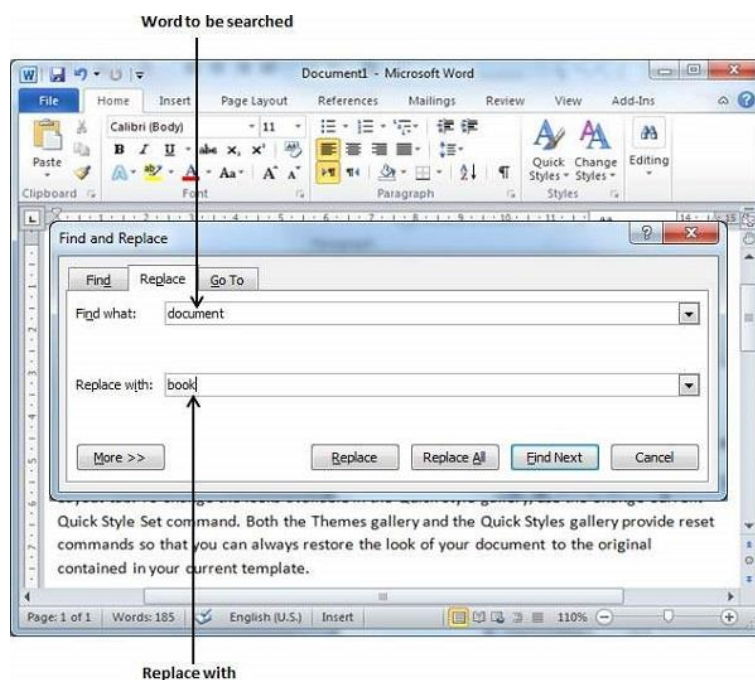 Word to be searched
Document1 - Microsoft Word
File Home Insert Page Layout References Mailings Review View Add-Ins
Calibri (Body) 11
Paste
B I U abc x₂ x²
Aa A A
Quick Styles
Change Styles
Editing
Clipboard Font Paragraph Styles
Find and Replace
Find Replace Go To
Find what: document
Replace with: book
More >> Replace Replace All Find Next Cancel
Quick Style Set command. Both the Themes gallery and the Quick Styles gallery provide reset
commands so that you can always restore the look of your document to the original
contained in your current template.
Page: 1 of 1 Words: 185 English (U.S.) Insert 110%
Replace with